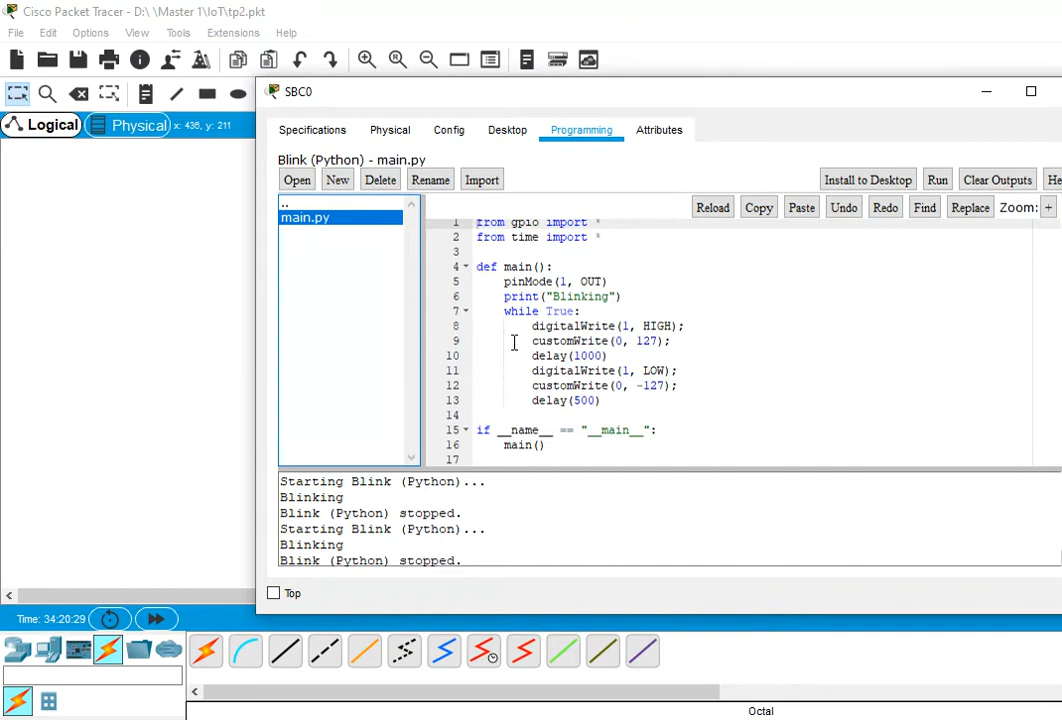 Cisco Packet Tracer - D:\ \Master 1\IoT\tp2.pkt
File Edit Options View Tools Extensions Help
Logical Physical x: 436, y: 211
SBC0
Specifications Physical Config Desktop Programming Attributes
Blink (Python) - main.py
Open New Delete Rename Import Install to Desktop Run Clear Outputs He
Reload Copy Paste Undo Redo Find Replace Zoom: +
..
main.py
1 from gpio import *
2 from time import *
3
4 def main():
5 pinMode(1, OUT)
6 print("Blinking")
7 while True:
8 digitalWrite(1, HIGH);
9 customWrite(0, 127);
10 delay(1000)
11 digitalWrite(1, LOW);
12 customWrite(0, -127);
13 delay(500)
14
15 if __name__ == "__main__":
16 main()
17
Starting Blink (Python)...
Blinking
Blink (Python) stopped.
Starting Blink (Python)...
Blinking
Blink (Python) stopped.
Top
Time: 34:20:29
Octal